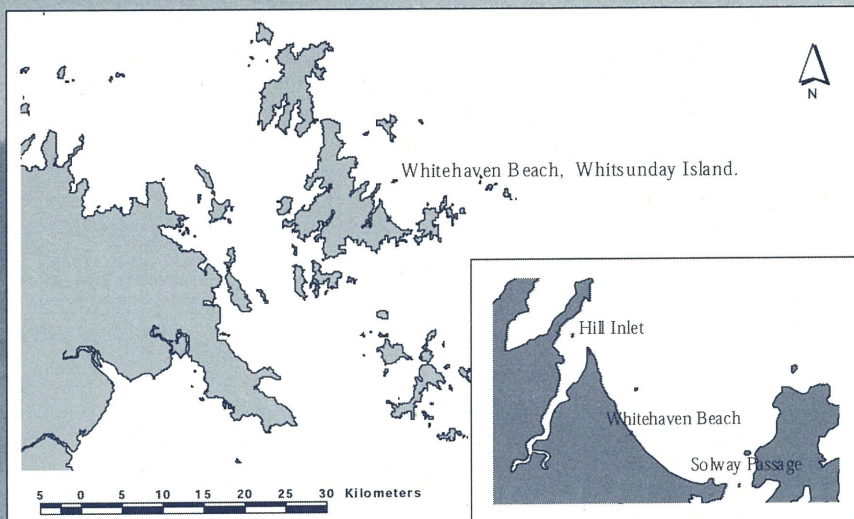 N
Whitehaven Beach, Whitsunday Island.
Hill Inlet
Whitehaven Beach
Solway Passage
5 0 5 10 15 20 25 30 Kilometers